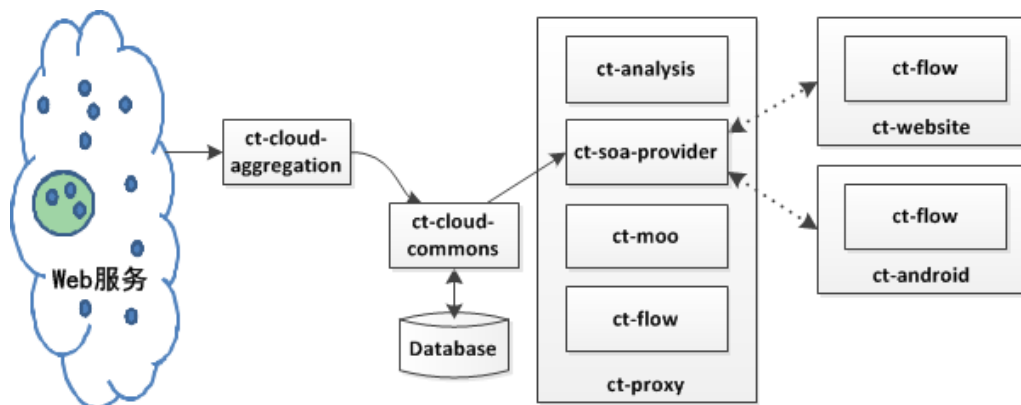 Web服务
ct-cloud-
aggregation
ct-cloud-
commons
Database
ct-analysis
ct-soa-provider
ct-moo
ct-flow
ct-proxy
ct-flow
ct-website
ct-flow
ct-android